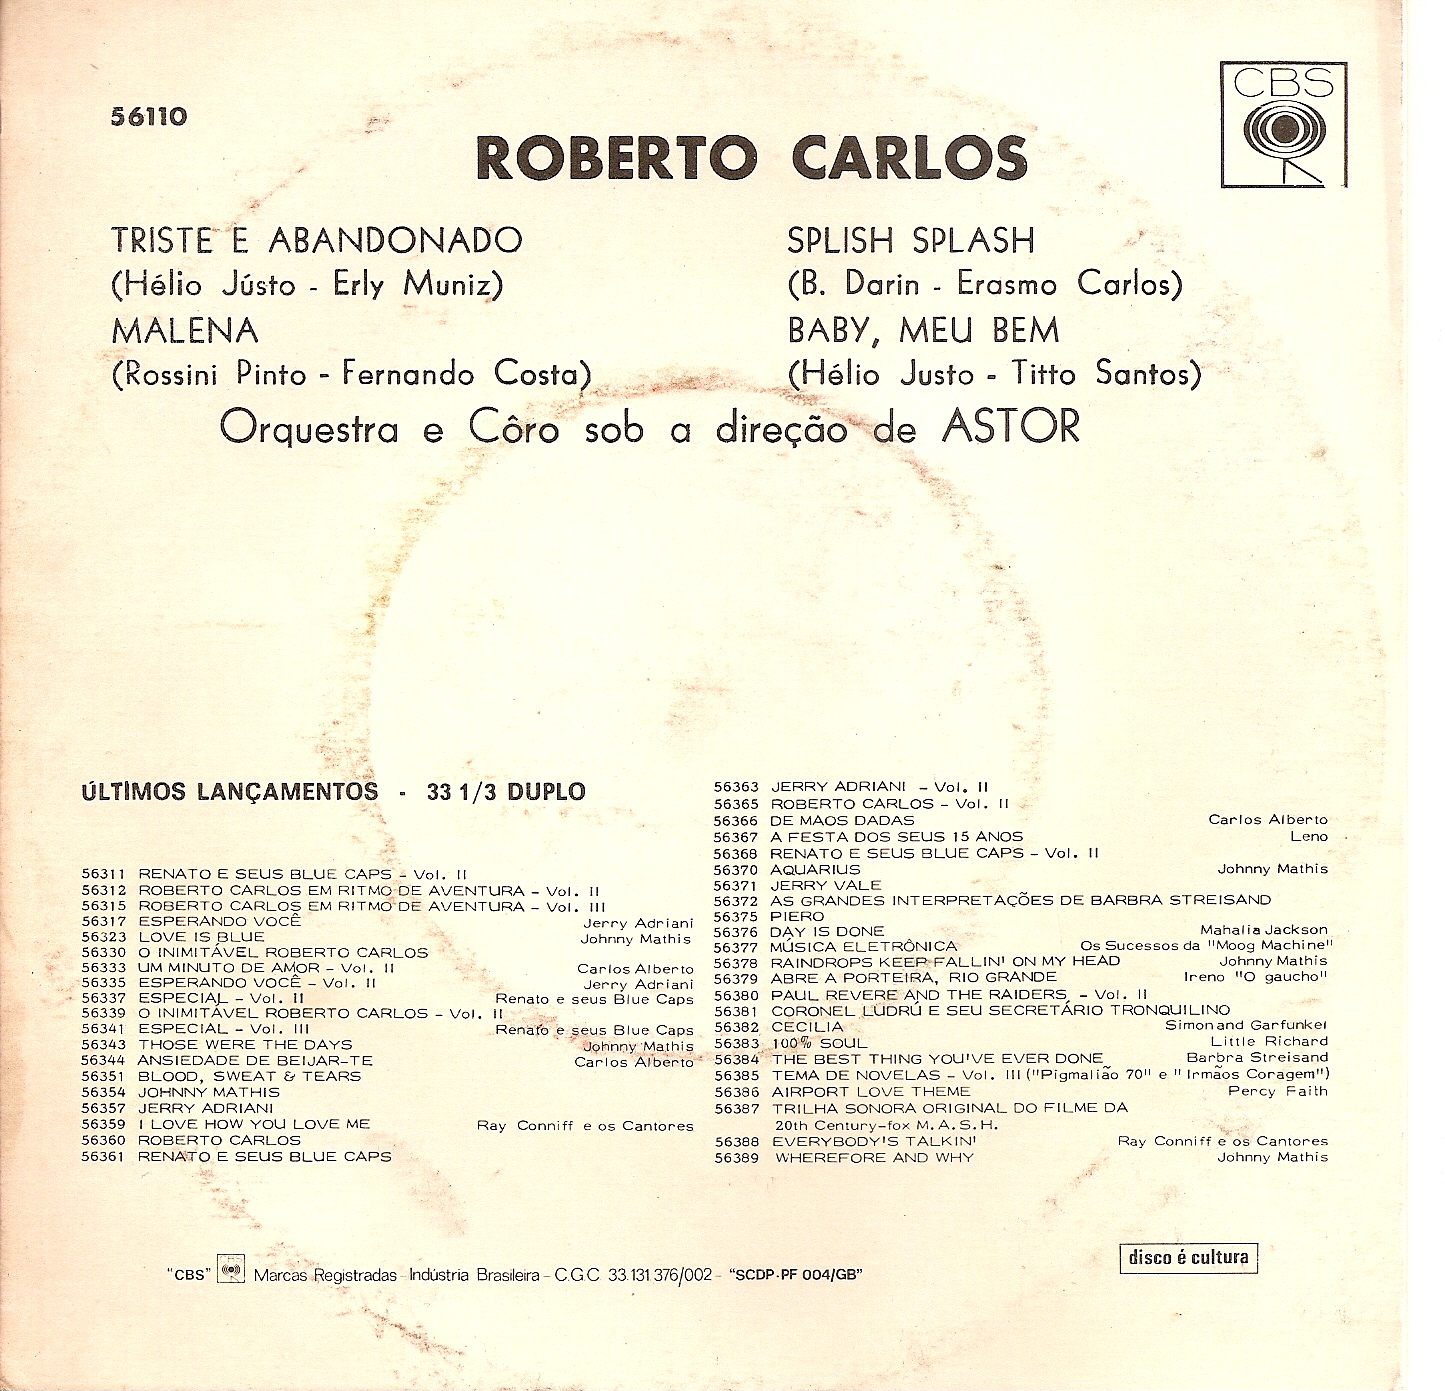 56110
CBS
ROBERTO CARLOS
TRISTE E ABANDONADO
(Hélio Jústo - Erly Muniz)
MALENA
(Rossini Pinto - Fernando Costa)
SPLISH SPLASH
(B. Darin - Erasmo Carlos)
BABY, MEU BEM
(Hélio Justo - Titto Santos)
Orquestra e Côro sob a direção de ASTOR
ÚLTIMOS LANÇAMENTOS - 33 1/3 DUPLO
56311 RENATO E SEUS BLUE CAPS - Vol. II
56312 ROBERTO CARLOS EM RITMO DE AVENTURA - Vol. II
56315 ROBERTO CARLOS EM RITMO DE AVENTURA - Vol. III
56317 ESPERANDO VOCÊ Jerry Adriani
56323 LOVE IS BLUE Johnny Mathis
56330 O INIMITÁVEL ROBERTO CARLOS
56333 UM MINUTO DE AMOR - Vol. II Carlos Alberto
56335 ESPERANDO VOCÊ - Vol. II Jerry Adriani
56337 ESPECIAL - Vol. II Renato e seus Blue Caps
56339 O INIMITÁVEL ROBERTO CARLOS - Vol. II
56341 ESPECIAL - Vol. III Renato e seus Blue Caps
56343 THOSE WERE THE DAYS Johnny Mathis
56344 ANSIEDADE DE BEIJAR-TE Carlos Alberto
56351 BLOOD, SWEAT & TEARS
56354 JOHNNY MATHIS
56357 JERRY ADRIANI
56359 I LOVE HOW YOU LOVE ME Ray Conniff e os Cantores
56360 ROBERTO CARLOS
56361 RENATO E SEUS BLUE CAPS
56363 JERRY ADRIANI - Vol. II
56365 ROBERTO CARLOS - Vol. II
56366 DE MAOS DADAS Carlos Alberto
56367 A FESTA DOS SEUS 15 ANOS Leno
56368 RENATO E SEUS BLUE CAPS - Vol. II
56370 AQUARIUS Johnny Mathis
56371 JERRY VALE
56372 AS GRANDES INTERPRETAÇÕES DE BARBRA STREISAND
56375 PIERO
56376 DAY IS DONE Mahalia Jackson
56377 MÚSICA ELETRÔNICA Os Sucessos da "Moog Machine"
56378 RAINDROPS KEEP FALLIN' ON MY HEAD Johnny Mathis
56379 ABRE A PORTEIRA, RIO GRANDE Ireno "O gaucho"
56380 PAUL REVERE AND THE RAIDERS - Vol. II
56381 CORONEL LUDRÚ E SEU SECRETÁRIO TRONQUILINO
56382 CECILIA Simon and Garfunkel
56383 100% SOUL Little Richard
56384 THE BEST THING YOU'VE EVER DONE Barbra Streisand
56385 TEMA DE NOVELAS - Vol. III ("Pigmalião 70" e "Irmãos Coragem")
56386 AIRPORT LOVE THEME Percy Faith
56387 TRILHA SONORA ORIGINAL DO FILME DA
20th Century-fox M.A.S.H.
56388 EVERYBODY'S TALKIN' Ray Conniff e os Cantores
56389 WHEREFORE AND WHY Johnny Mathis
disco é cultura
"CBS" Marcas Registradas - Indústria Brasileira - C.G.C 33.131.376/002 - "SCDP-PF 004/GB"